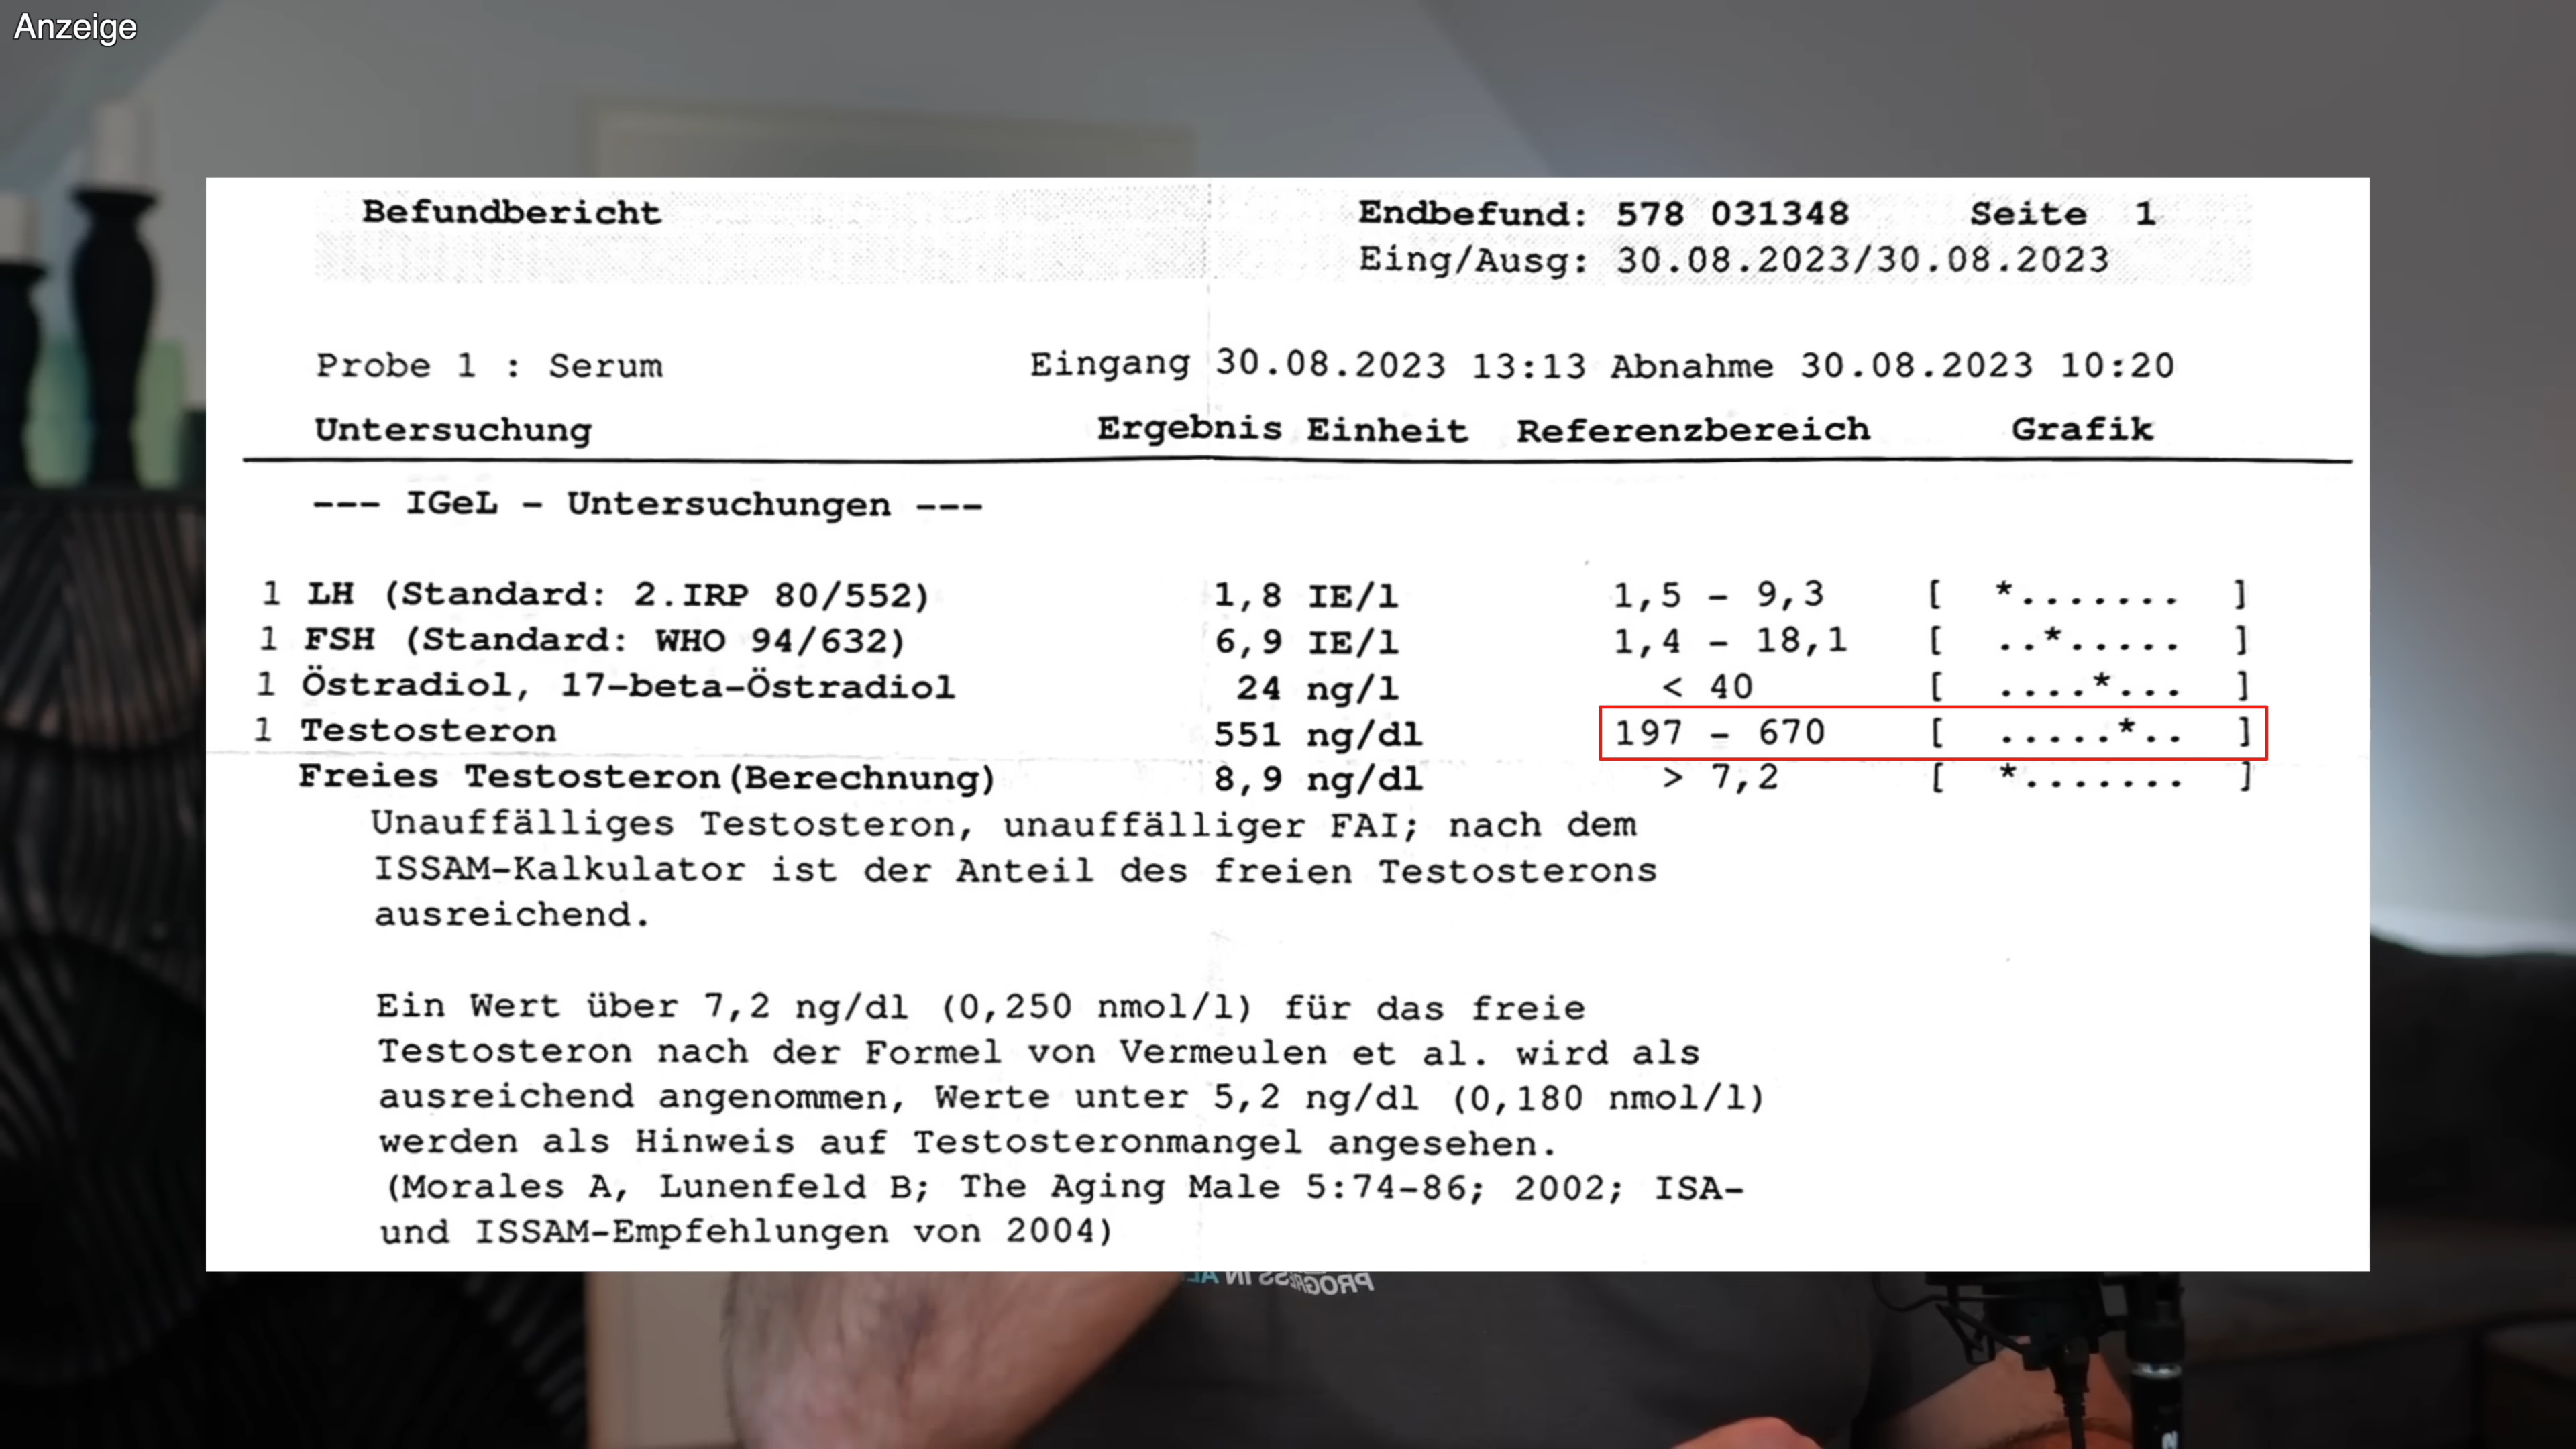 Anzeige
Befundbericht Endbefund: 578 031348 Seite 1
Eing/Ausg: 30.08.2023/30.08.2023
Probe 1 : Serum Eingang 30.08.2023 13:13 Abnahme 30.08.2023 10:20
Untersuchung Ergebnis Einheit Referenzbereich Grafik
--- IGeL - Untersuchungen ---
1 LH (Standard: 2.IRP 80/552) 1,8 IE/l 1,5 - 9,3 [ *....... ]
1 FSH (Standard: WHO 94/632) 6,9 IE/l 1,4 - 18,1 [ ..*..... ]
1 Östradiol, 17-beta-Östradiol 24 ng/l < 40 [ ....*... ]
1 Testosteron 551 ng/dl 197 - 670 [ .....*.. ]
Freies Testosteron(Berechnung) 8,9 ng/dl > 7,2 [ *....... ]
Unauffälliges Testosteron, unauffälliger FAI; nach dem
ISSAM-Kalkulator ist der Anteil des freien Testosterons
ausreichend.
Ein Wert über 7,2 ng/dl (0,250 nmol/l) für das freie
Testosteron nach der Formel von Vermeulen et al. wird als
ausreichend angenommen, Werte unter 5,2 ng/dl (0,180 nmol/l)
werden als Hinweis auf Testosteronmangel angesehen.
(Morales A, Lunenfeld B; The Aging Male 5:74-86; 2002; ISA-
und ISSAM-Empfehlungen von 2004)
PROGRESS IN